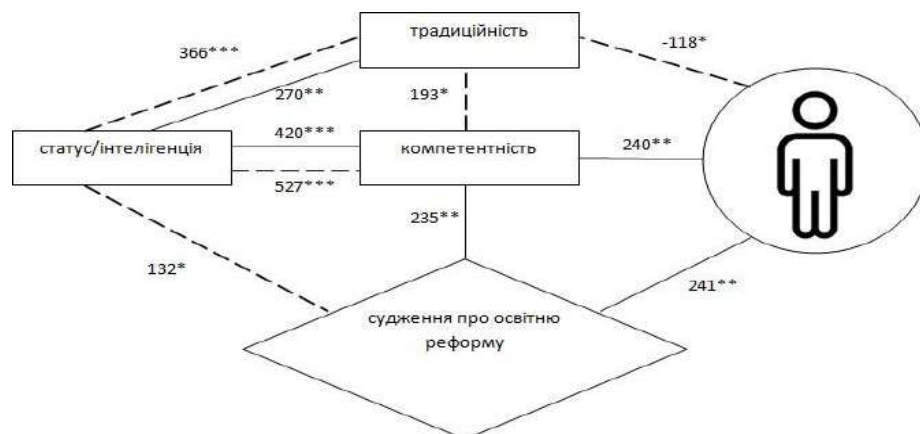 традиційність
-118*
366***
270**
193*
420***
статус/інтелігенція
компетентність
240**
527***
235**
132*
241**
судження про освітню
реформу